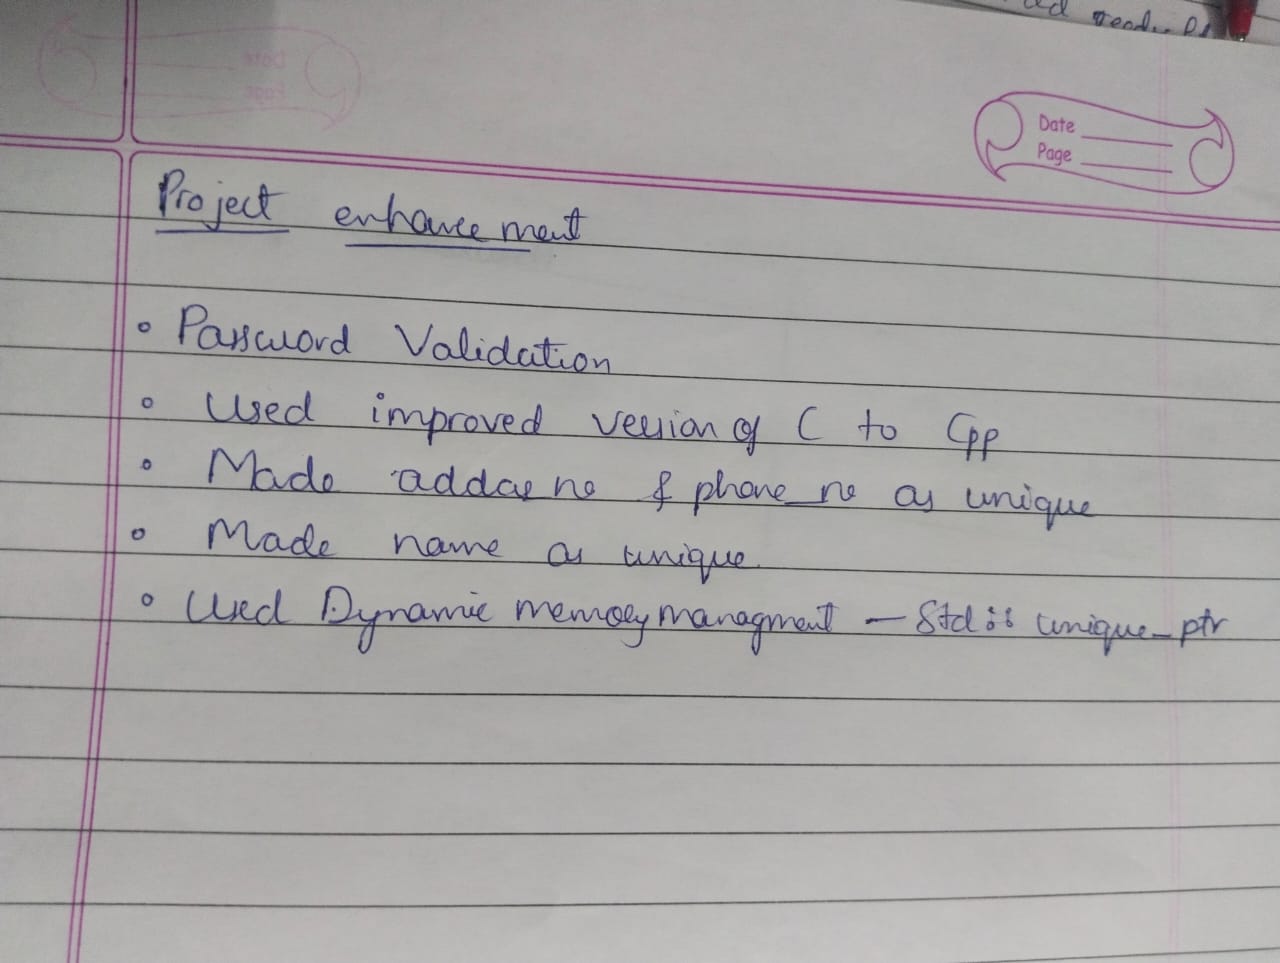 Date
Page
Project enhancement
Password Validation
Used improved version of C to Cpp
Made addar no & phone no as unique
Made name as unique.
Used Dynamic memory managment – Std :: unique_ptr